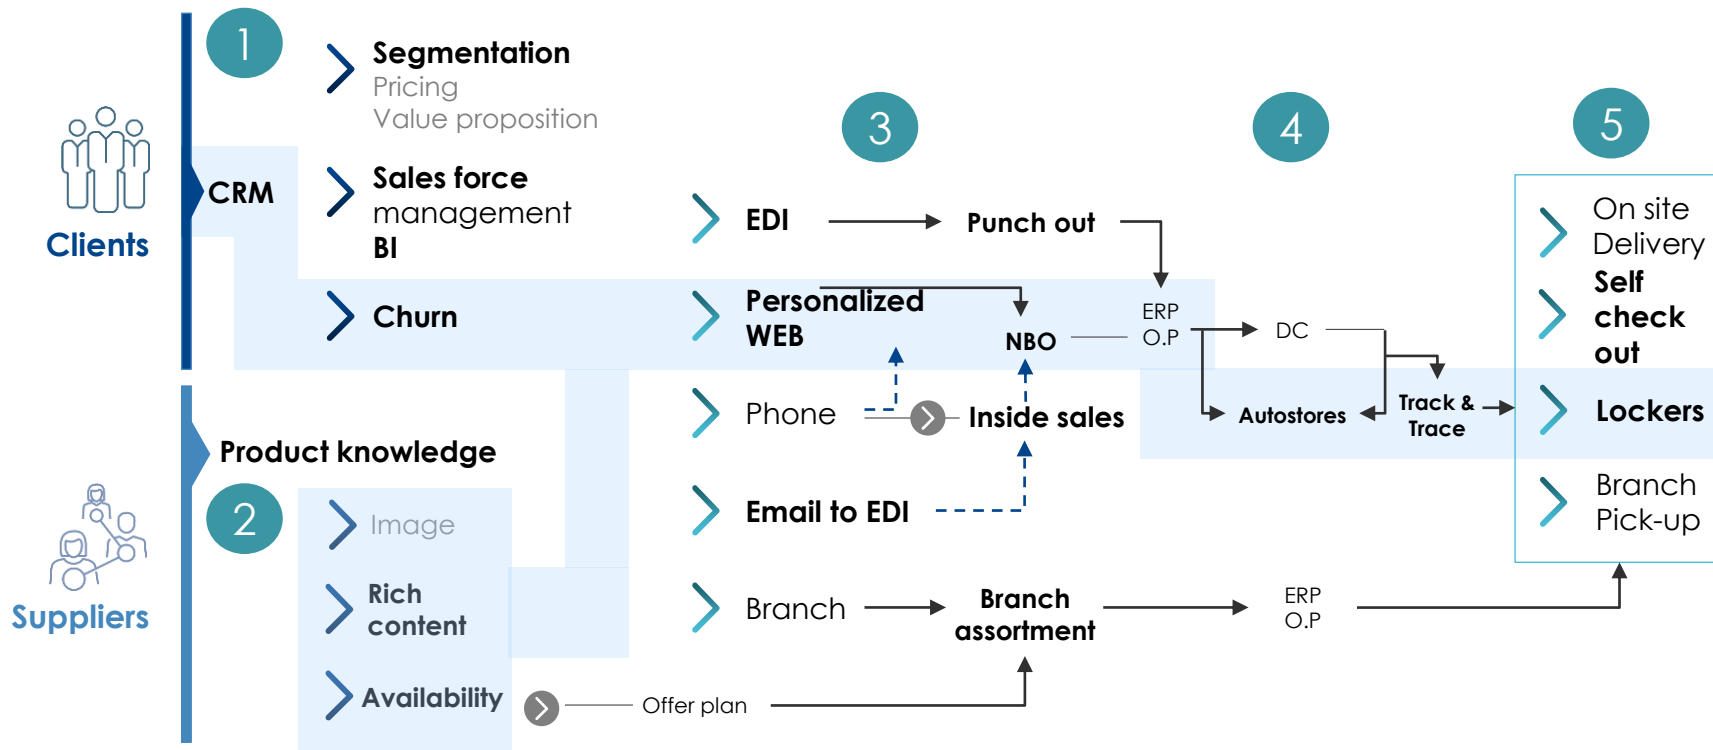 1
Segmentation
Pricing
Value proposition
Clients
CRM
Sales force
management
BI
Churn
Suppliers
Product knowledge
2
Image
Rich
content
Availability
Offer plan
3
EDI
Punch out
Personalized
WEB
NBO
ERP
O.P
Phone
Inside sales
Email to EDI
Branch
Branch
assortment
ERP
O.P
4
DC
Autostores
Track &
Trace
5
On site
Delivery
Self
check
out
Lockers
Branch
Pick-up